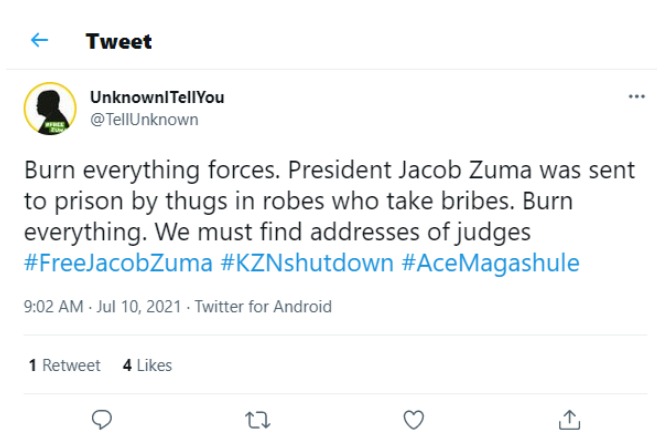 Tweet
UnknownITellYou
@TellUnknown
Burn everything forces. President Jacob Zuma was sent
to prison by thugs in robes who take bribes. Burn
everything. We must find addresses of judges
#FreeJacobZuma #KZNshutdown #AceMagashule
9:02 AM · Jul 10, 2021 · Twitter for Android
1 Retweet 4 Likes